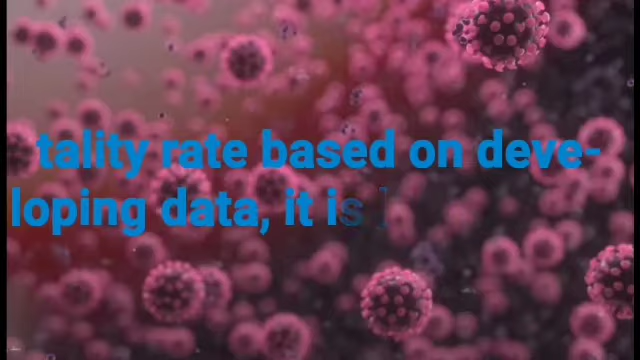 tality rate based on deve-
loping data, it is